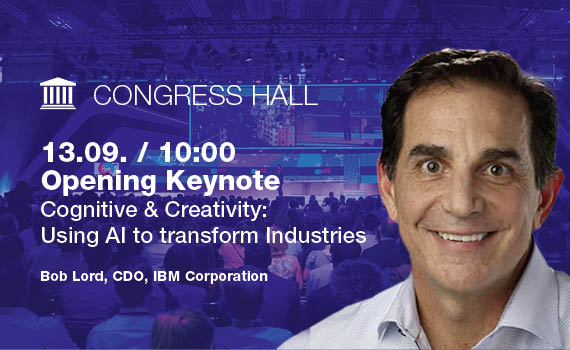 CONGRESS HALL
13.09. / 10:00
Opening Keynote
Cognitive & Creativity:
Using AI to transform Industries
Bob Lord, CDO, IBM Corporation